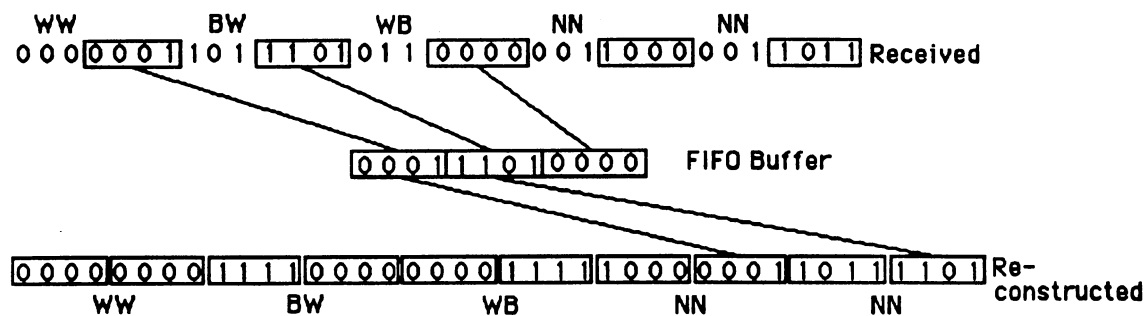 WW BW WB NN NN
0 0 0 0 0 0 1 1 0 1 1 1 0 1 0 1 1 0 0 0 0 0 0 1 1 0 0 0 0 0 1 1 0 1 1 Received
0 0 0 1 1 1 0 1 0 0 0 0 FIFO Buffer
0 0 0 0 0 0 0 0 1 1 1 1 0 0 0 0 0 0 0 0 1 1 1 1 1 0 0 0 0 0 0 1 1 0 1 1 1 1 0 1 Re-
constructed
WW BW WB NN NN